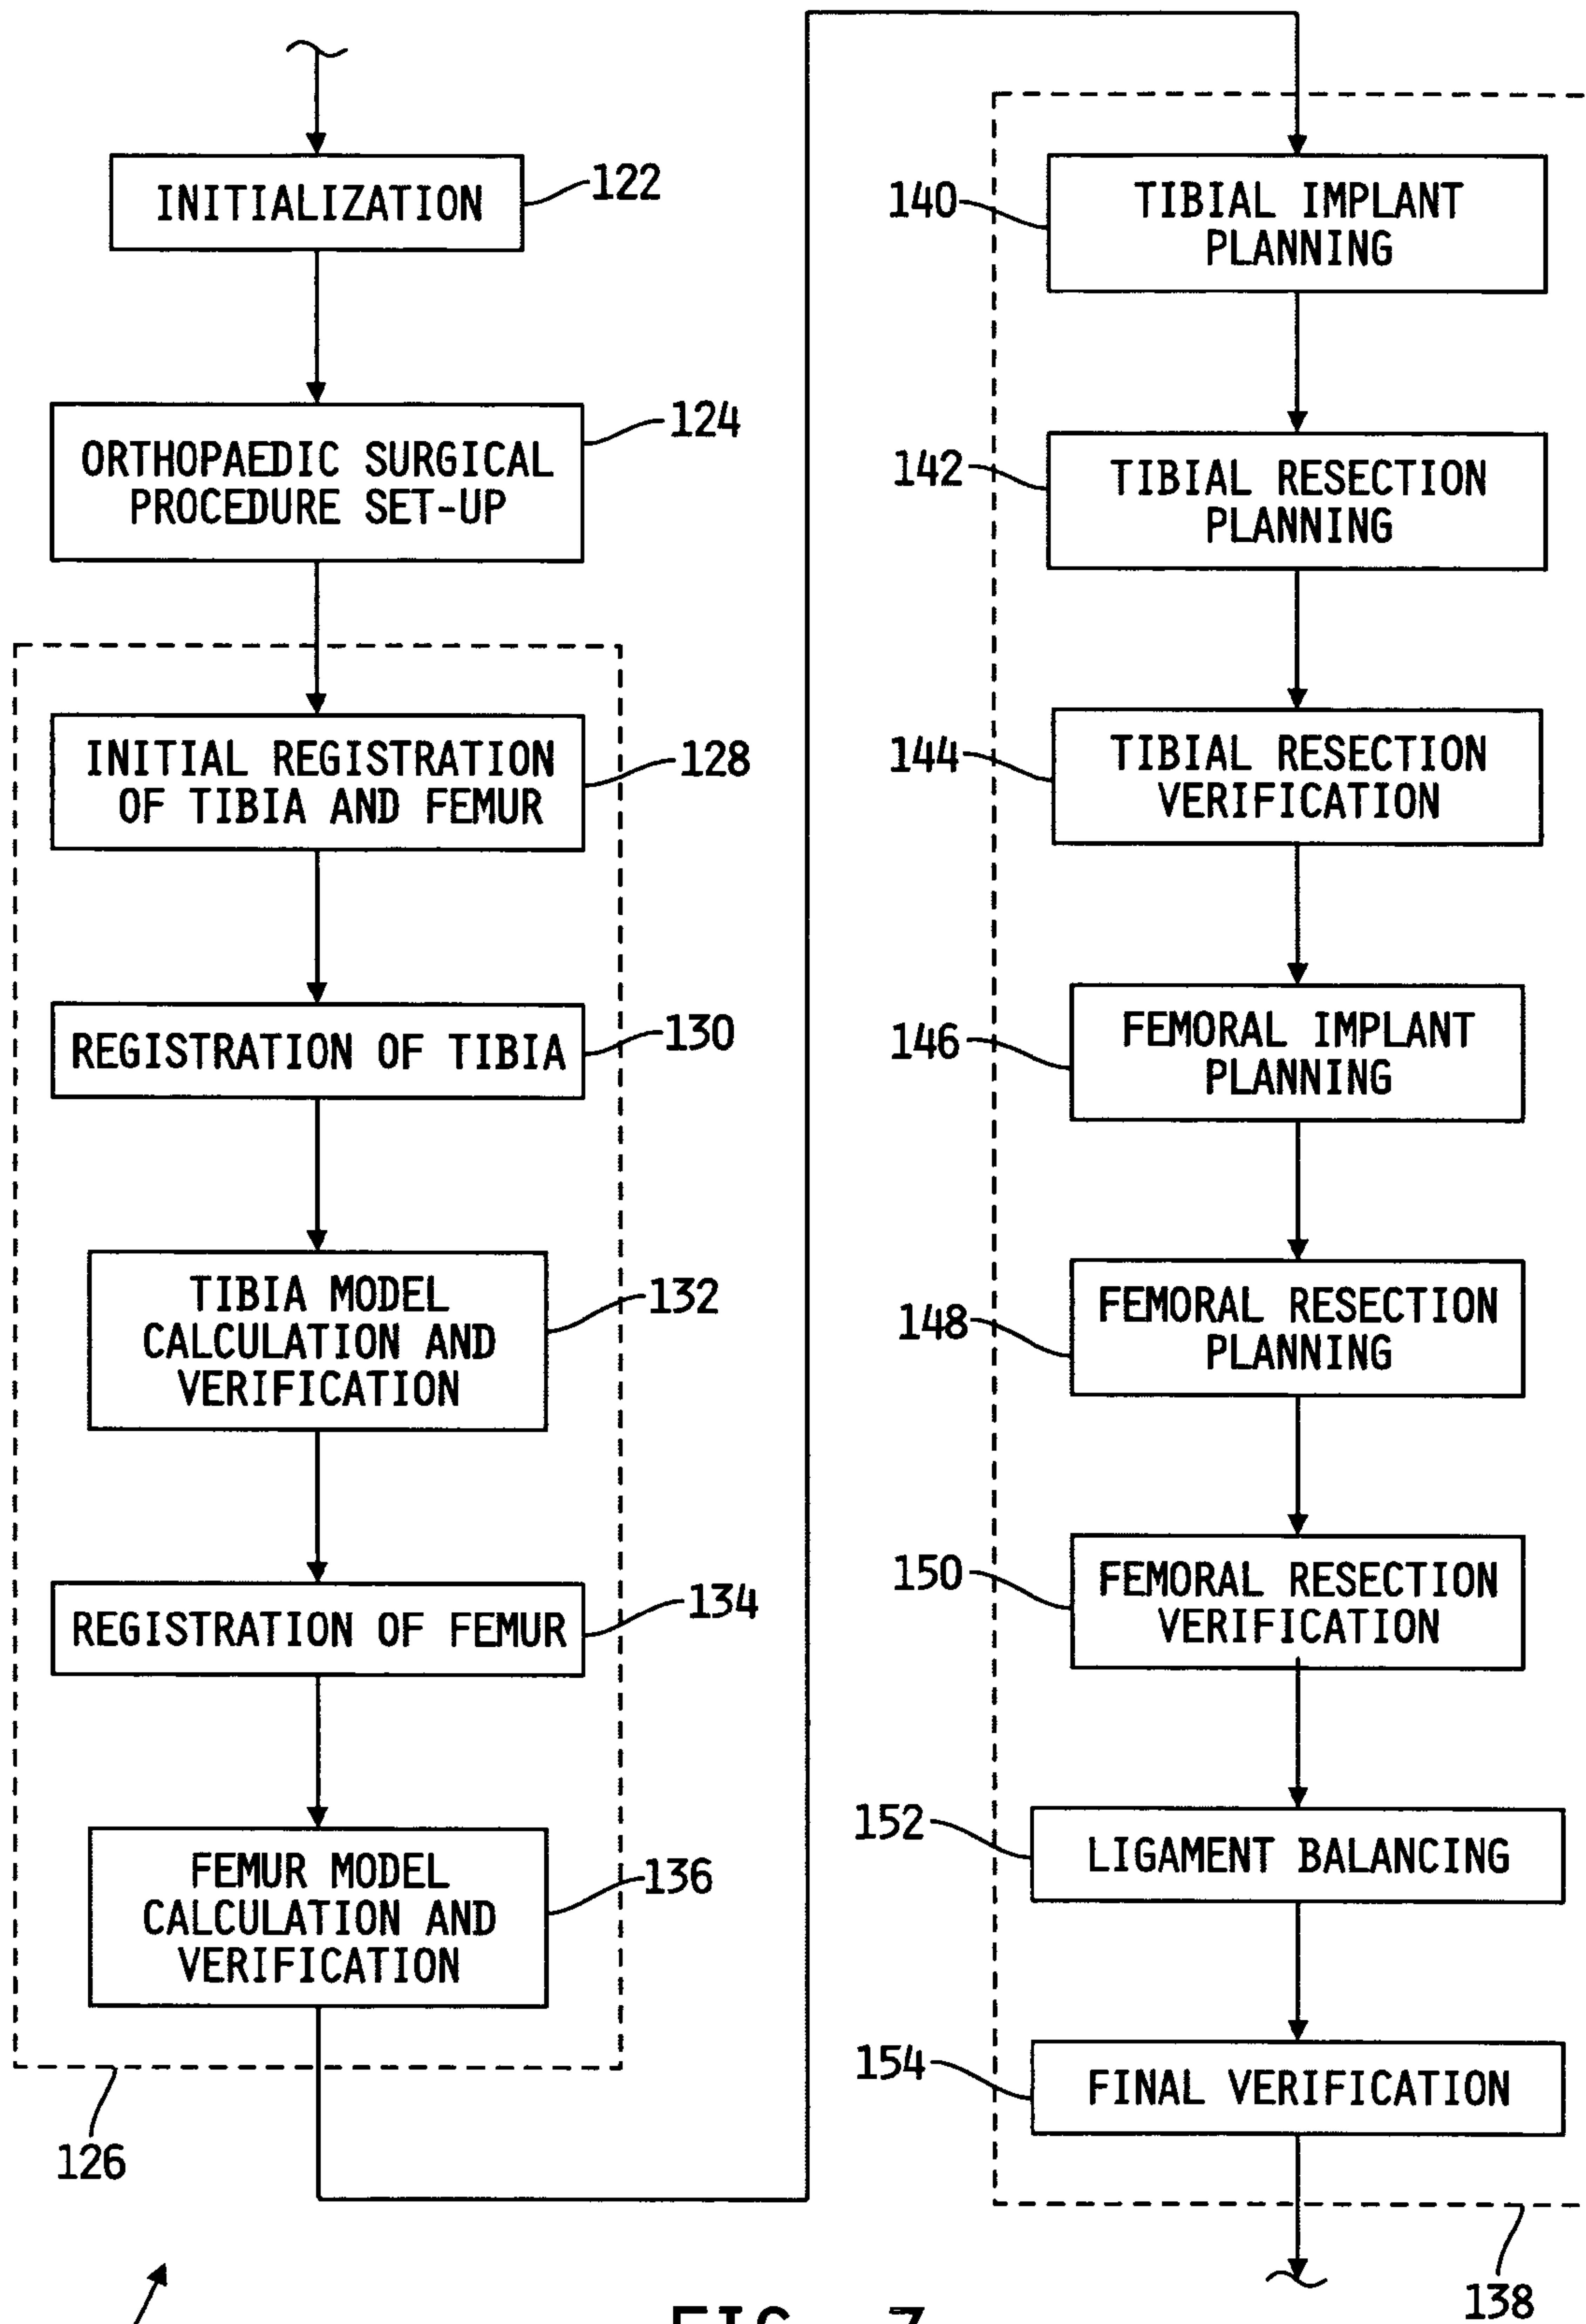 INITIALIZATION
122
ORTHOPAEDIC SURGICAL
PROCEDURE SET-UP
124
INITIAL REGISTRATION
OF TIBIA AND FEMUR
128
REGISTRATION OF TIBIA
130
TIBIA MODEL
CALCULATION AND
VERIFICATION
132
REGISTRATION OF FEMUR
134
FEMUR MODEL
CALCULATION AND
VERIFICATION
136
126
140
TIBIAL IMPLANT
PLANNING
142
TIBIAL RESECTION
PLANNING
144
TIBIAL RESECTION
VERIFICATION
146
FEMORAL IMPLANT
PLANNING
148
FEMORAL RESECTION
PLANNING
150
FEMORAL RESECTION
VERIFICATION
152
LIGAMENT BALANCING
154
FINAL VERIFICATION
138